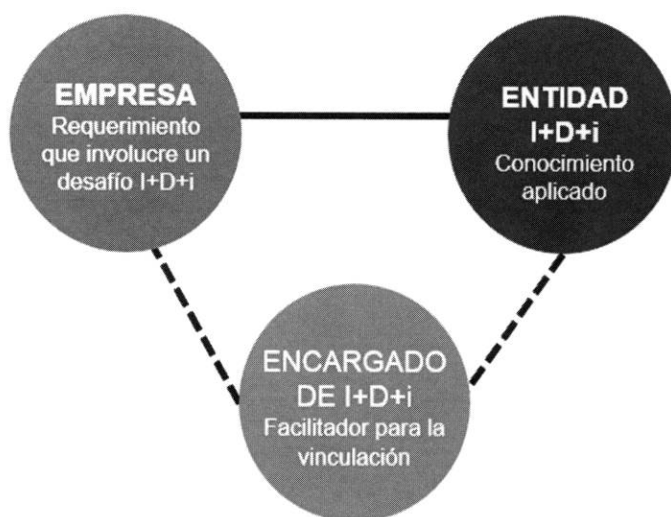 EMPRESA
Requerimiento
que involucre un
desafío I+D+i
ENTIDAD
I+D+i
Conocimiento
aplicado
ENCARGADO
DE I+D+i
Facilitador para la
vinculación